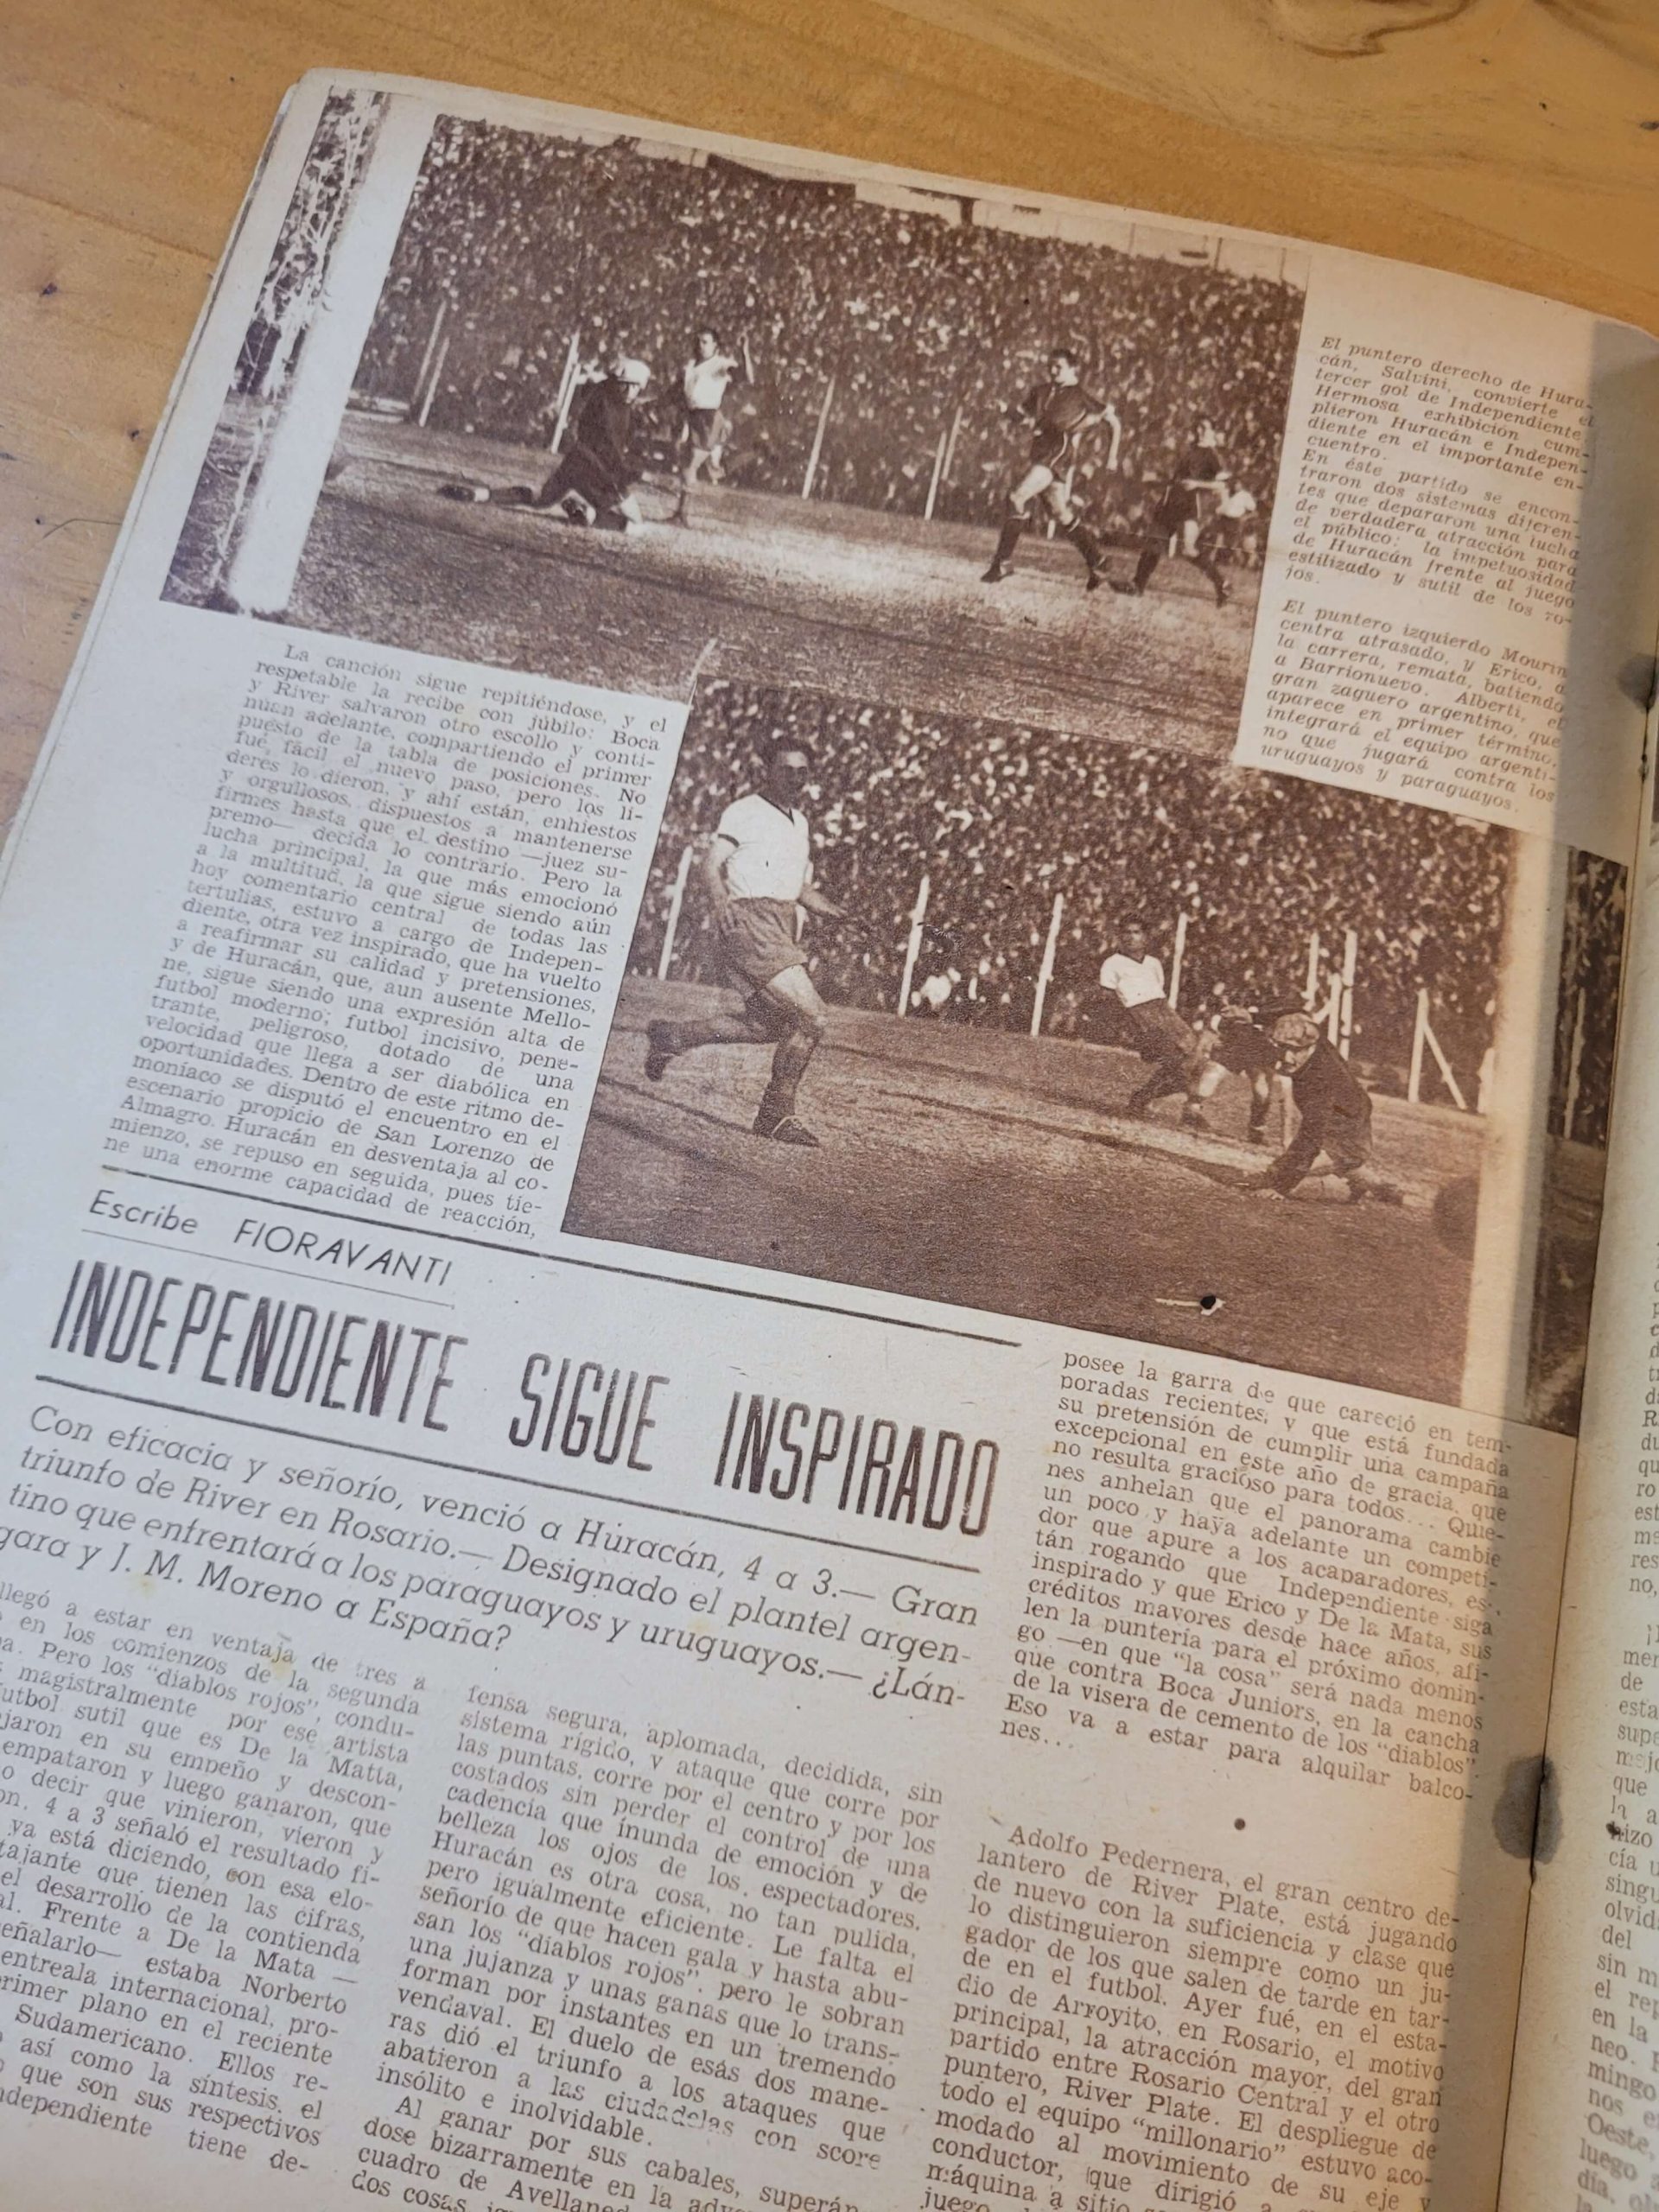 El puntero derecho de Hura-
cán, Salvini, convierte el
tercer gol de Independiente.
Hermosa exhibición cum-
plieron Huracán e Indepen-
diente en el importante en-
cuentro.
En éste partido se encon-
traron dos sistemas diferen-
tes que depararon una lucha
de verdadera atracción para
el público: la impetuosidad
de Huracán frente al juego
estilizado y sutil de los ro-
jos.
El puntero izquierdo Mourin
centra atrasado, y Erico, a
la carrera, remata, batiendo
a Barrionuevo. Alberti, el
gran zaguero argentino, que
aparece en primer término,
integrará el equipo argenti-
no que jugará contra los
uruguayos y paraguayos.
La canción sigue repitiéndose, y el
respetable la recibe con júbilo: Boca
y River salvaron otro escollo y conti-
núan adelante, compartiendo el primer
puesto de la tabla de posiciones. No
fué fácil el nuevo paso, pero los lí-
deres lo dieron, y ahí están, enhiestos
y orgullosos, dispuestos a mantenerse
firmes hasta que el destino —juez su-
premo— decida lo contrario. Pero la
lucha principal, la que más emocionó
a la multitud, la que sigue siendo aún
hoy comentario central de todas las
tertulias, estuvo a cargo de Indepen-
diente, otra vez inspirado, que ha vuelto
a reafirmar su calidad y pretensiones,
y de Huracán, que, aun ausente Mello-
ne, sigue siendo una expresión alta de
futbol moderno; futbol incisivo, pene-
trante, peligroso, dotado de una
velocidad que llega a ser diabólica en
oportunidades. Dentro de este ritmo de-
moníaco se disputó el encuentro en el
escenario propicio de San Lorenzo de
Almagro. Huracán en desventaja al co-
mienzo, se repuso en seguida, pues tie-
ne una enorme capacidad de reacción,
Escribe FIORAVANTI
INDEPENDIENTE SIGUE INSPIRADO
Con eficacia y señorío, venció a Huracán, 4 a 3.— Gran
triunfo de River en Rosario.— Designado el plantel argen-
tino que enfrentará a los paraguayos y uruguayos.— ¿Lán-
gara y J. M. Moreno a España?
llegó a estar en ventaja de tres a
en los comienzos de la segunda
Pero los "diablos rojos", condu-
magistralmente por ese artista
futbol sutil que es De la Matta,
jaron en su empeño y descon-
empataron y luego ganaron, que
decir que vinieron, vieron y
4 a 3 señaló el resultado fi-
ya está diciendo, con esa elo-
tajante que tienen las cifras,
el desarrollo de la contienda
Frente a De la Mata —
señalarlo— estaba Norberto
entreala internacional, pro-
primer plano en el reciente
Sudamericano. Ellos re-
así como la síntesis, el
que son sus respectivos
Independiente tiene de-
fensa segura, aplomada, decidida, sin
sistema rígido, y ataque que corre por
las puntas, corre por el centro y por los
costados sin perder el control de una
cadencia que inunda de emoción y de
belleza los ojos de los espectadores.
Huracán es otra cosa, no tan pulida,
pero igualmente eficiente. Le falta el
señorío de que hacen gala y hasta abu-
san los "diablos rojos", pero le sobran
una jujanza y unas ganas que lo trans-
forman por instantes en un tremendo
vendaval. El duelo de esas dos mane-
ras dió el triunfo a los ataques que
abatieron a las ciudadelas con score
insólito e inolvidable.
Al ganar por sus cabales, superán
dose bizarramente en la
cuadro de
dos cosas
posee la garra de que careció en tem-
poradas recientes, y que está fundada
su pretensión de cumplir una campaña
excepcional en este año de gracia, que
no resulta gracioso para todos... Quie-
nes anhelan que el panorama cambie
un poco y haya adelante un competi-
dor que apure a los acaparadores, es-
tán rogando que Independiente siga
inspirado y que Erico y De la Mata, sus
créditos mayores desde hace años, afi-
len la puntería para el próximo domin-
go —en que "la cosa" será nada menos
que contra Boca Juniors, en la cancha
de la visera de cemento de los "diablos".
Eso va a estar para alquilar balco-
nes...
Adolfo Pedernera, el gran centro de-
lantero de River Plate, está jugando
de nuevo con la suficiencia y clase que
lo distinguieron siempre como un ju-
gador de los que salen de tarde en tar-
de en el futbol. Ayer fué, en el esta-
dio de Arroyito, en Rosario, el motivo
principal, la atracción mayor, del gran
partido entre Rosario Central y el otro
puntero, River Plate. El despliegue de
todo el equipo "millonario" estuvo aco-
modado al movimiento de su eje y
conductor, que dirigió a
máquina a sitio
juego